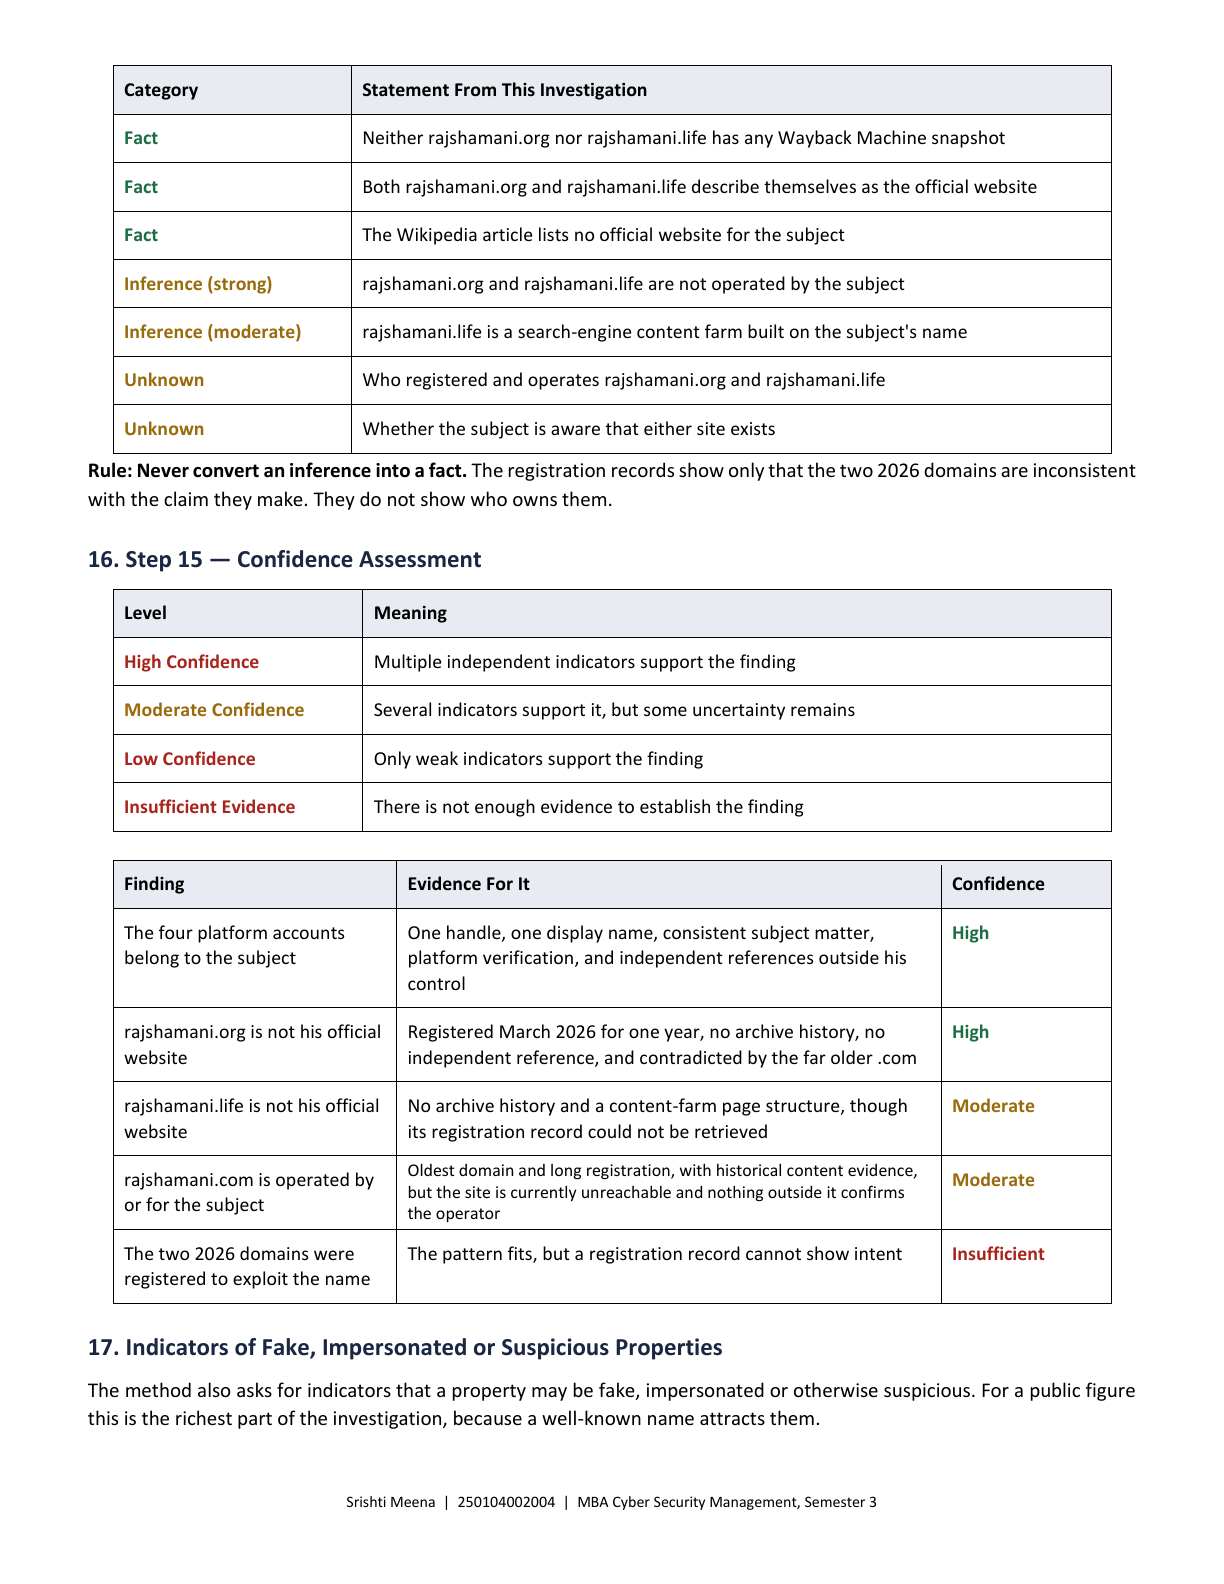 Category Statement From This Investigation
Fact Neither rajshamani.org nor rajshamani.life has any Wayback Machine snapshot
Fact Both rajshamani.org and rajshamani.life describe themselves as the official website
Fact The Wikipedia article lists no official website for the subject
Inference (strong) rajshamani.org and rajshamani.life are not operated by the subject
Inference (moderate) rajshamani.life is a search-engine content farm built on the subject's name
Unknown Who registered and operates rajshamani.org and rajshamani.life
Unknown Whether the subject is aware that either site exists
Rule: Never convert an inference into a fact. The registration records show only that the two 2026 domains are inconsistent
with the claim they make. They do not show who owns them.
16. Step 15 — Confidence Assessment
Level Meaning
High Confidence Multiple independent indicators support the finding
Moderate Confidence Several indicators support it, but some uncertainty remains
Low Confidence Only weak indicators support the finding
Insufficient Evidence There is not enough evidence to establish the finding
Finding Evidence For It Confidence
The four platform accounts
belong to the subject
One handle, one display name, consistent subject matter,
platform verification, and independent references outside his
control
High
rajshamani.org is not his official
website
Registered March 2026 for one year, no archive history, no
independent reference, and contradicted by the far older .com
High
rajshamani.life is not his official
website
No archive history and a content-farm page structure, though
its registration record could not be retrieved
Moderate
rajshamani.com is operated by
or for the subject
Oldest domain and long registration, with historical content evidence,
but the site is currently unreachable and nothing outside it confirms
the operator
Moderate
The two 2026 domains were
registered to exploit the name
The pattern fits, but a registration record cannot show intent
Insufficient
17. Indicators of Fake, Impersonated or Suspicious Properties
The method also asks for indicators that a property may be fake, impersonated or otherwise suspicious. For a public figure
this is the richest part of the investigation, because a well-known name attracts them.
Srishti Meena | 250104002004 | MBA Cyber Security Management, Semester 3